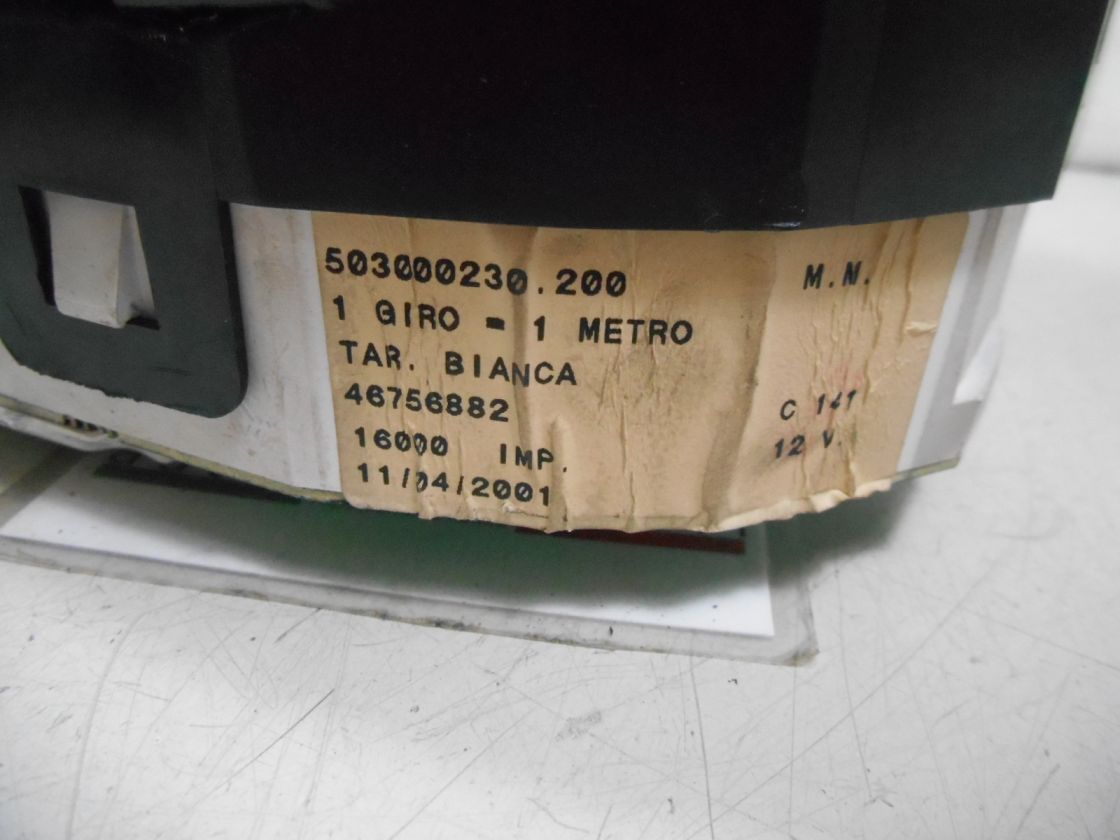 503000230.200 M.M.
1 GIRO = 1 METRO
TAR. BIANCA
46756882 C 141
16000 IMP. 12 V.
11/04/2001